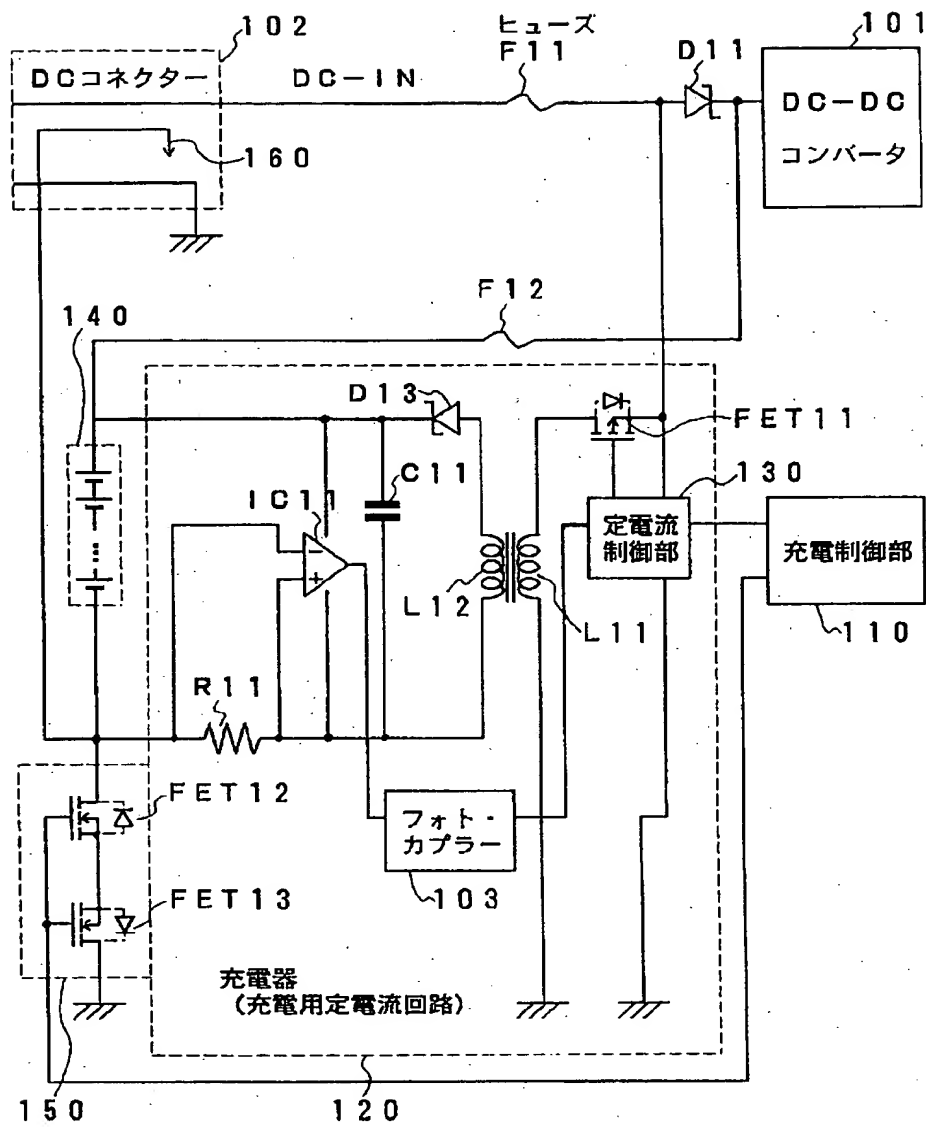 102
ヒューズ
F11
D11
101
DCコネクター
DC-IN
DC-DC
コンバータ
160
F12
140
D13
C11
IC11
FET11
130
定電流
制御部
充電制御部
110
L12
L11
R11
FET12
フォト・
カプラー
103
FET13
充電器
(充電用定電流回路)
150
120